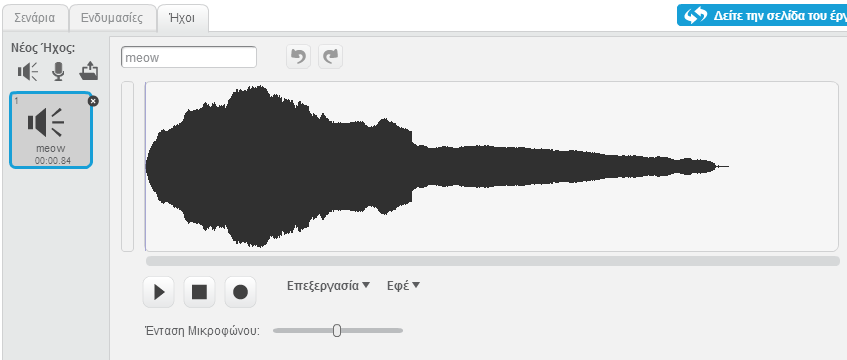 Σενάρια Ενδυμασίες Ήχοι
Δείτε την σελίδα του έργ
Νέος Ήχος:
meow
1
meow
00:00.84
Επεξεργασία Εφέ
Ένταση Μικροφώνου: